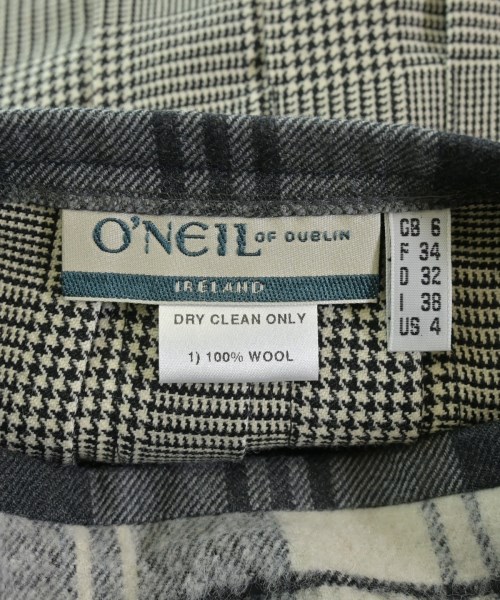 O'NEIL OF DUBLIN
IRELAND
DRY CLEAN ONLY
1) 100% WOOL
GB 6
F 34
D 32
I 38
US 4